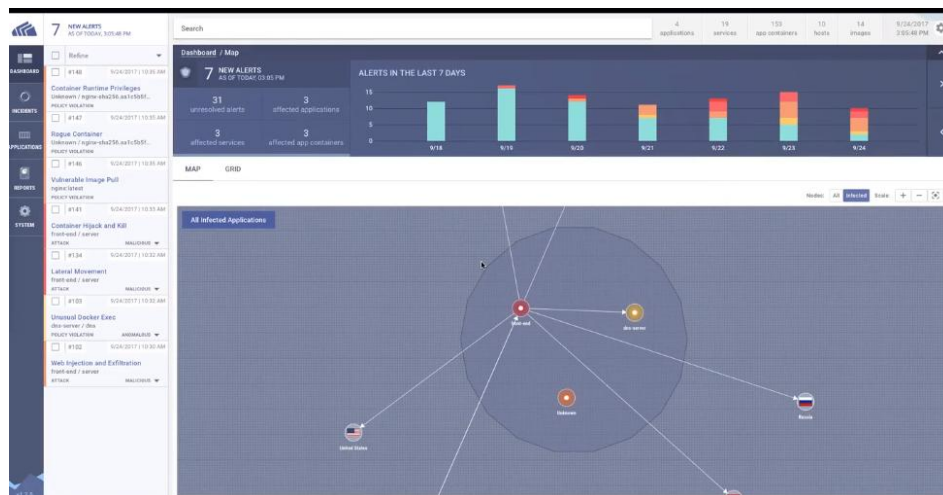 7 NEW ALERTS
AS OF TODAY, 3:05:48 PM
Search
4 applications
19 services
153 app containers
10 hosts
14 images
9/24/2017
3:05:48 PM
DASHBOARD
INCIDENTS
APPLICATIONS
REPORTS
SYSTEM
Refine
#148 9/24/2017 | 10:35 AM
Container Runtime Privileges
POLICY VIOLATION
#147 9/24/2017 | 10:35 AM
Rogue Container
POLICY VIOLATION
#146 9/24/2017 | 10:35 AM
Vulnerable Image Pull
nginx:latest
POLICY VIOLATION
#141 9/24/2017 | 10:33 AM
Container Hijack and Kill
front-end / server
ATTACK MALICIOUS
#134 9/24/2017 | 10:32 AM
Lateral Movement
front-end / server
ATTACK MALICIOUS
#103 9/24/2017 | 10:30 AM
Unusual Docker Exec
dns-server / dns
POLICY VIOLATION ANOMALOUS
#102 9/24/2017 | 10:30 AM
Web Injection and Exfiltration
front-end / server
ATTACK MALICIOUS
Dashboard / Map
7 NEW ALERTS
AS OF TODAY, 03:05 PM
31 unresolved alerts
3 affected applications
3 affected services
3 affected app containers
ALERTS IN THE LAST 7 DAYS
15
10
5
0
9/18 9/19 9/20 9/21 9/22 9/23 9/24
MAP GRID
Nodes: All Infected Scale + −
All Infected Applications
front-end
dns-server
Unknown
United States
Russia